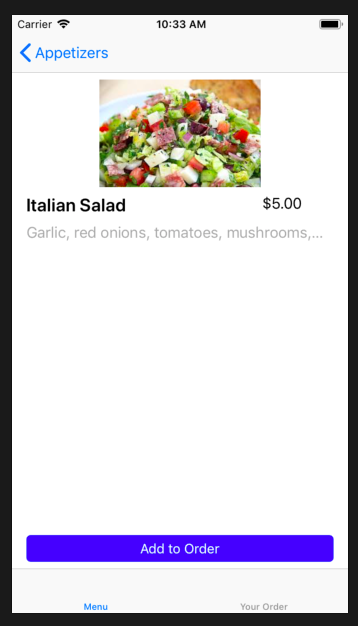 Carrier 10:33 AM
Appetizers
Italian Salad $5.00
Garlic, red onions, tomatoes, mushrooms,...
Add to Order
Menu Your Order